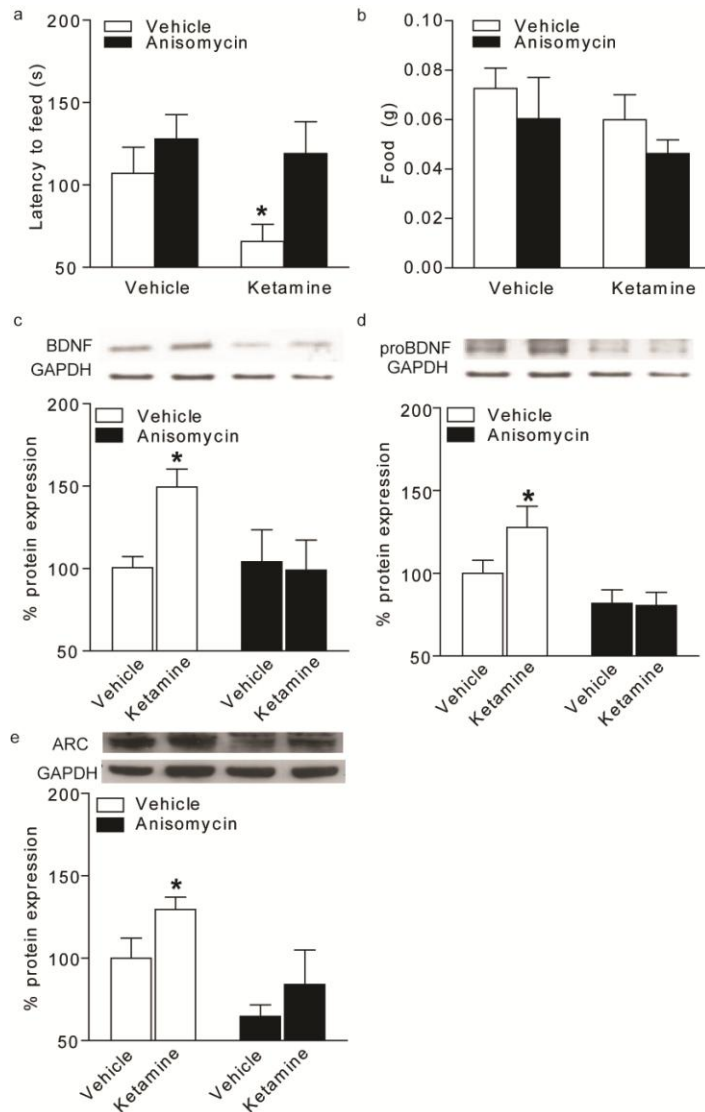 a
Vehicle
Anisomycin
Latency to feed (s)
150
100
50
Vehicle
Ketamine
*
b
Vehicle
Anisomycin
Food (g)
0.10
0.08
0.06
0.04
0.02
0.00
Vehicle
Ketamine
c
BDNF
GAPDH
% protein expression
200
150
100
50
Vehicle
Anisomycin
*
Vehicle
Ketamine
Vehicle
Ketamine
d
proBDNF
GAPDH
% protein expression
200
150
100
50
Vehicle
Anisomycin
*
Vehicle
Ketamine
Vehicle
Ketamine
e
ARC
GAPDH
% protein expression
200
150
100
50
Vehicle
Anisomycin
*
Vehicle
Ketamine
Vehicle
Ketamine